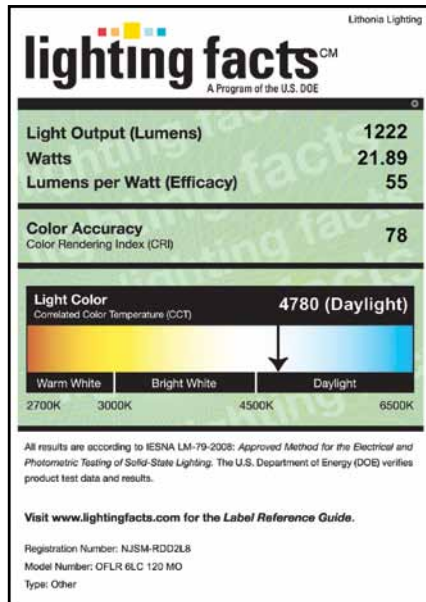 Lithonia Lighting
lighting facts CM
A Program of the U.S. DOE
Light Output (Lumens) 1222
Watts 21.89
Lumens per Watt (Efficacy) 55
Color Accuracy 78
Color Rendering Index (CRI)
Light Color 4780 (Daylight)
Correlated Color Temperature (CCT)
Warm White Bright White Daylight
2700K 3000K 4500K 6500K
All results are according to IESNA LM-79-2008: Approved Method for the Electrical and
Photometric Testing of Solid-State Lighting. The U.S. Department of Energy (DOE) verifies
product test data and results.
Visit www.lightingfacts.com for the Label Reference Guide.
Registration Number: NJSM-RDD2L8
Model Number: OFLR 6LC 120 MO
Type: Other